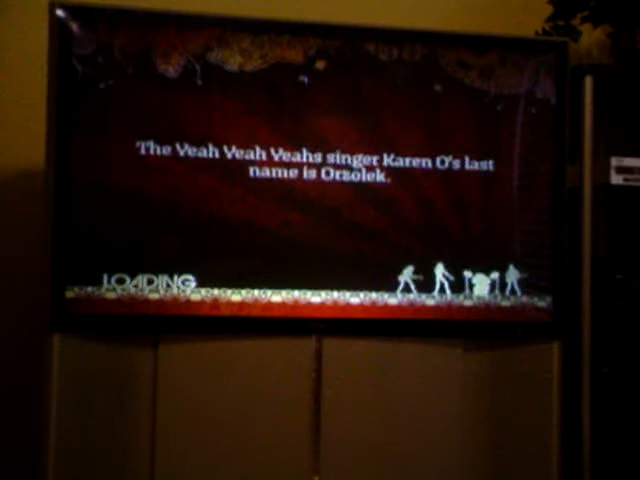 The Yeah Yeah Yeahs singer Karen O's last
name is Orzolek.
LOADING